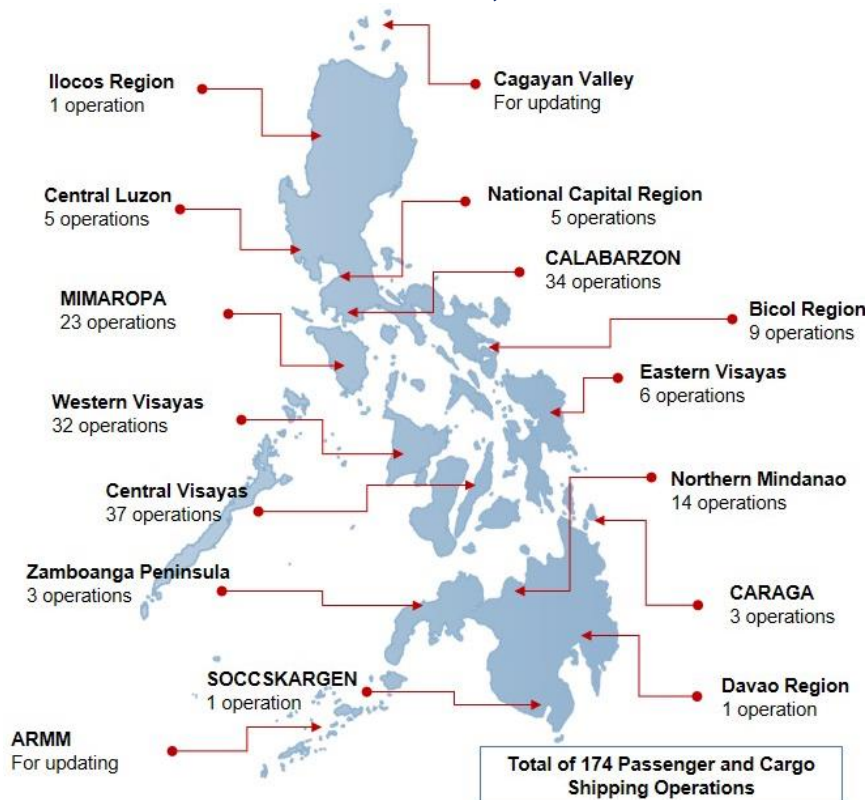 Ilocos Region
1 operation
Cagayan Valley
For updating
Central Luzon
5 operations
National Capital Region
5 operations
CALABARZON
34 operations
MIMAROPA
23 operations
Bicol Region
9 operations
Eastern Visayas
6 operations
Western Visayas
32 operations
Northern Mindanao
14 operations
Central Visayas
37 operations
Zamboanga Peninsula
3 operations
CARAGA
3 operations
SOCCSKARGEN
1 operation
Davao Region
1 operation
ARMM
For updating
Total of 174 Passenger and Cargo
Shipping Operations